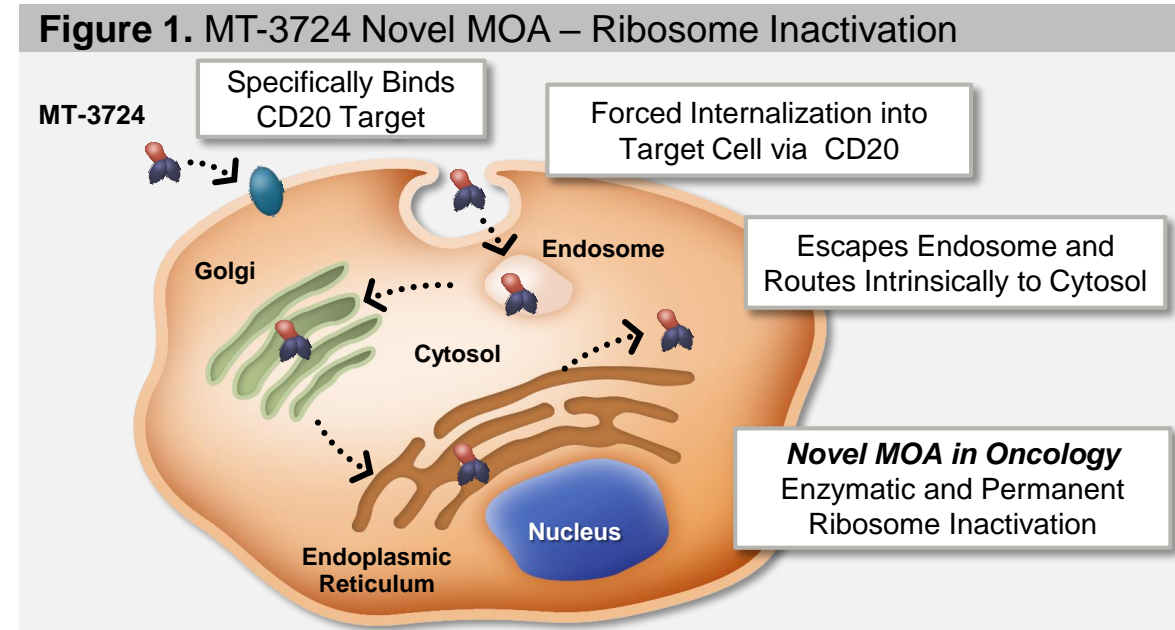 Figure 1. MT-3724 Novel MOA – Ribosome Inactivation
Specifically Binds
CD20 Target
MT-3724
Forced Internalization into
Target Cell via CD20
Endosome
Escapes Endosome and
Routes Intrinsically to Cytosol
Golgi
Cytosol
Novel MOA in Oncology
Enzymatic and Permanent
Ribosome Inactivation
Nucleus
Endoplasmic
Reticulum